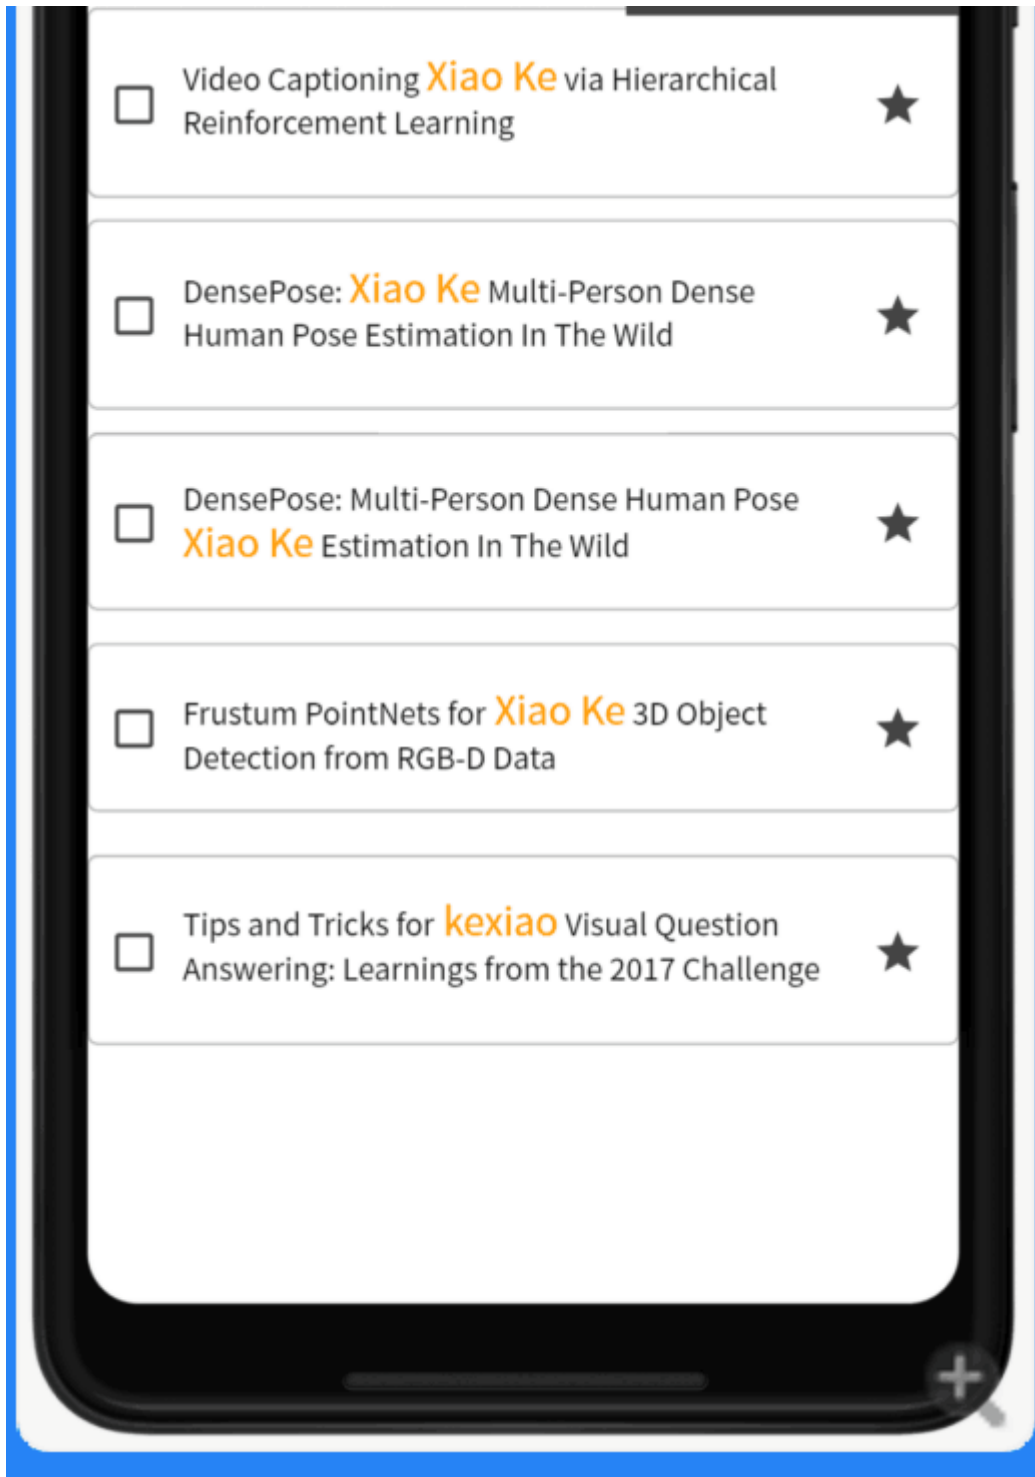 Video Captioning Xiao Ke via Hierarchical
Reinforcement Learning
DensePose: Xiao Ke Multi-Person Dense
Human Pose Estimation In The Wild
DensePose: Multi-Person Dense Human Pose
Xiao Ke Estimation In The Wild
Frustum PointNets for Xiao Ke 3D Object
Detection from RGB-D Data
Tips and Tricks for kexiao Visual Question
Answering: Learnings from the 2017 Challenge